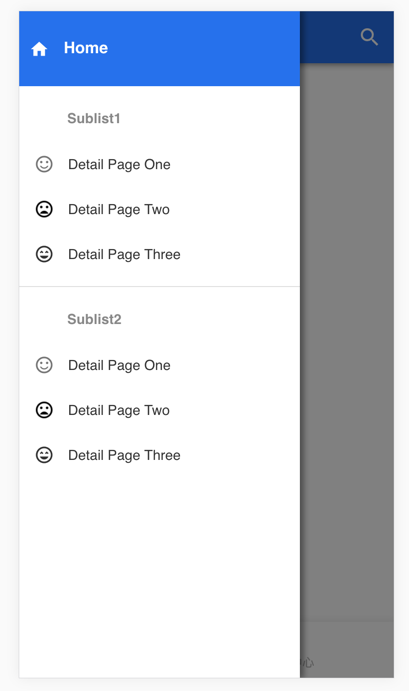 Home
Sublist1
Detail Page One
Detail Page Two
Detail Page Three
Sublist2
Detail Page One
Detail Page Two
Detail Page Three
心